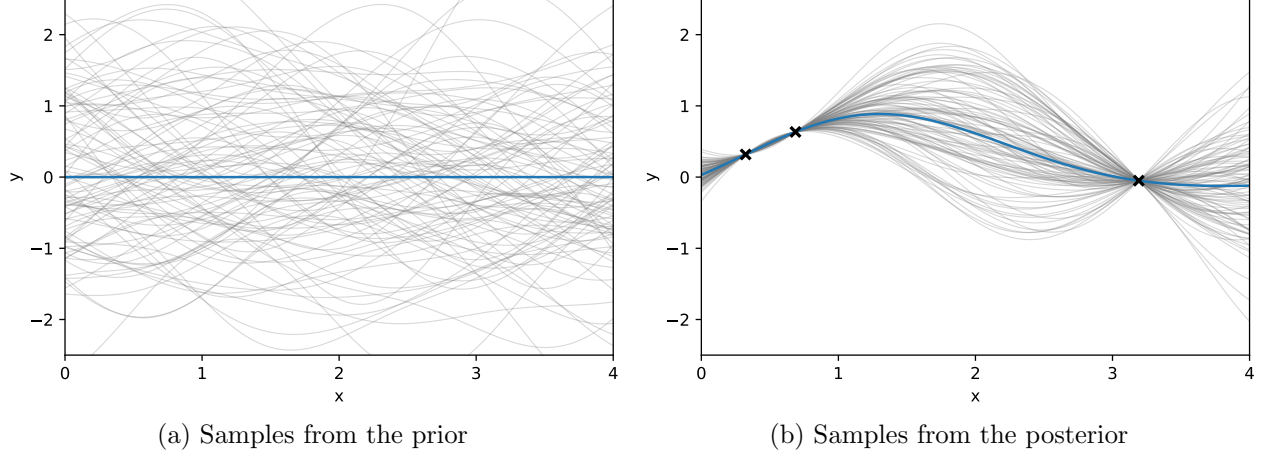 2
1
0
−1
−2
y
0 1 2 3 4
x
(a) Samples from the prior
2
1
0
−1
−2
y
0 1 2 3 4
x
(b) Samples from the posterior